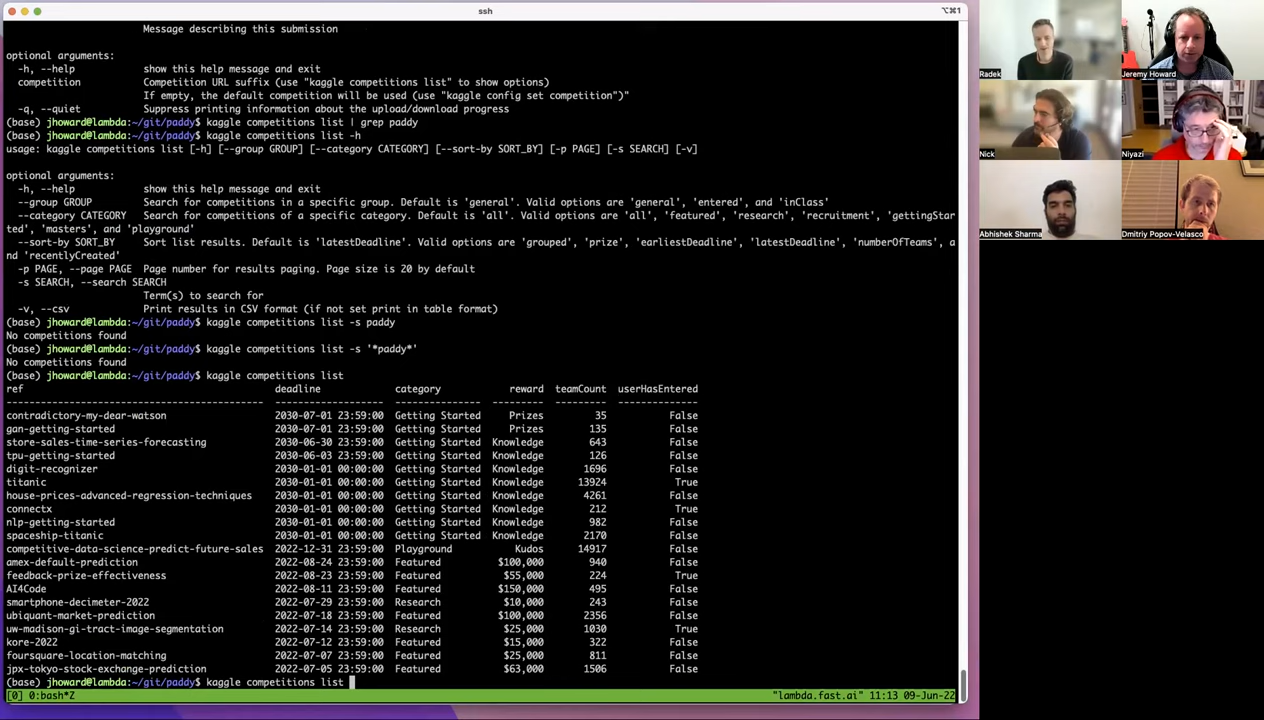 ssh
⌥⌘1
Message describing this submission
optional arguments:
-h, --help show this help message and exit
competition Competition URL suffix (use "kaggle competitions list" to show options)
If empty, the default competition will be used (use "kaggle config set competition")"
-q, --quiet Suppress printing information about the upload/download progress
(base) jhoward@lambda:~/git/paddy$ kaggle competitions list | grep paddy
(base) jhoward@lambda:~/git/paddy$ kaggle competitions list -h
usage: kaggle competitions list [-h] [--group GROUP] [--category CATEGORY] [--sort-by SORT_BY] [-p PAGE] [-s SEARCH] [-v]
optional arguments:
-h, --help show this help message and exit
--group GROUP Search for competitions in a specific group. Default is 'general'. Valid options are 'general', 'entered', and 'inClass'
--category CATEGORY Search for competitions of a specific category. Default is 'all'. Valid options are 'all', 'featured', 'research', 'recruitment', 'gettingStar
ted', 'masters', and 'playground'
--sort-by SORT_BY Sort list results. Default is 'latestDeadline'. Valid options are 'grouped', 'prize', 'earliestDeadline', 'latestDeadline', 'numberOfTeams', a
nd 'recentlyCreated'
-p PAGE, --page PAGE Page number for results paging. Page size is 20 by default
-s SEARCH, --search SEARCH
Term(s) to search for
-v, --csv Print results in CSV format (if not set print in table format)
(base) jhoward@lambda:~/git/paddy$ kaggle competitions list -s paddy
No competitions found
(base) jhoward@lambda:~/git/paddy$ kaggle competitions list -s '*paddy*'
No competitions found
(base) jhoward@lambda:~/git/paddy$ kaggle competitions list
ref deadline category reward teamCount userHasEntered
--------------------------------------------- ------------------- --------------- --------- --------- --------------
contradictory-my-dear-watson 2030-07-01 23:59:00 Getting Started Prizes 35 False
gan-getting-started 2030-07-01 23:59:00 Getting Started Prizes 135 False
store-sales-time-series-forecasting 2030-06-30 23:59:00 Getting Started Knowledge 643 False
tpu-getting-started 2030-06-03 23:59:00 Getting Started Knowledge 126 False
digit-recognizer 2030-01-01 00:00:00 Getting Started Knowledge 1696 False
titanic 2030-01-01 00:00:00 Getting Started Knowledge 13924 True
house-prices-advanced-regression-techniques 2030-01-01 00:00:00 Getting Started Knowledge 4261 False
connectx 2030-01-01 00:00:00 Getting Started Knowledge 212 True
nlp-getting-started 2030-01-01 00:00:00 Getting Started Knowledge 982 False
spaceship-titanic 2030-01-01 00:00:00 Getting Started Knowledge 2170 False
competitive-data-science-predict-future-sales 2022-12-31 23:59:00 Playground Kudos 14917 False
amex-default-prediction 2022-08-24 23:59:00 Featured $100,000 940 False
feedback-prize-effectiveness 2022-08-23 23:59:00 Featured $55,000 224 True
AI4Code 2022-08-11 23:59:00 Featured $150,000 495 False
smartphone-decimeter-2022 2022-07-29 23:59:00 Research $10,000 243 False
ubiquant-market-prediction 2022-07-18 23:59:00 Featured $100,000 2356 False
uw-madison-gi-tract-image-segmentation 2022-07-14 23:59:00 Research $25,000 1030 True
kore-2022 2022-07-12 23:59:00 Featured $15,000 322 False
foursquare-location-matching 2022-07-07 23:59:00 Featured $25,000 811 False
jpx-tokyo-stock-exchange-prediction 2022-07-05 23:59:00 Featured $63,000 1506 False
(base) jhoward@lambda:~/git/paddy$ kaggle competitions list
[0] 0:bash*Z "lambda.fast.ai" 11:13 09-Jun-22
Radek
Jeremy Howard
Nick
Niyazi
Abhishek Sharma
Dmitriy Popov-Velasco